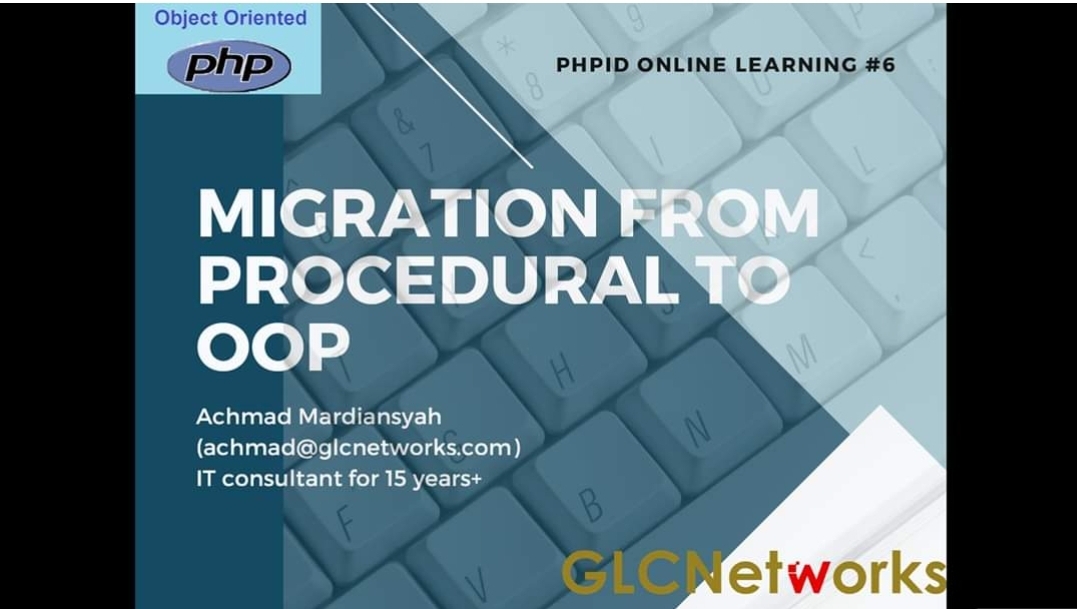 Object Oriented
php
PHPID ONLINE LEARNING #6
MIGRATION FROM
PROCEDURAL TO
OOP
Achmad Mardiansyah
(achmad@glcnetworks.com)
IT consultant for 15 years+
GLCNetworks